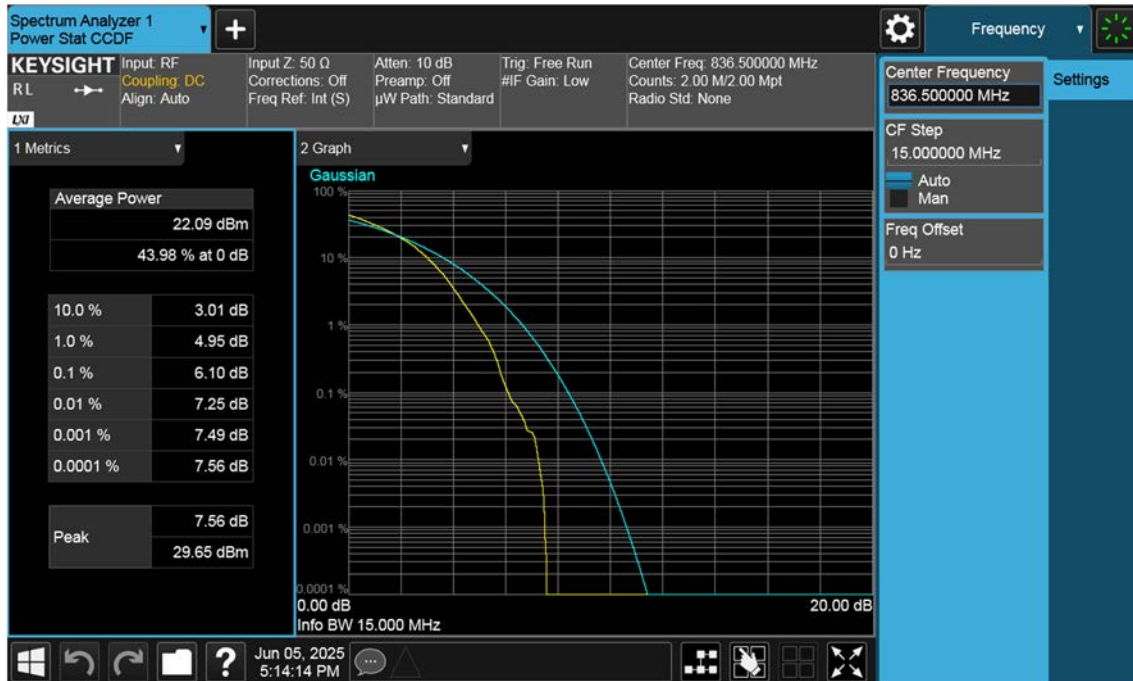 Spectrum Analyzer 1
Power Stat CCDF
+
Frequency
KEYSIGHT
R L
LXI
Input: RF
Coupling: DC
Align: Auto
Input Z: 50 Ω
Corrections: Off
Freq Ref: Int (S)
Atten: 10 dB
Preamp: Off
µW Path: Standard
Trig: Free Run
#IF Gain: Low
Center Freq: 836.500000 MHz
Counts: 2.00 M/2.00 Mpt
Radio Std: None
Center Frequency
836.500000 MHz
Settings
CF Step
15.000000 MHz
Auto
Man
Freq Offset
0 Hz
1 Metrics
Average Power
22.09 dBm
43.98 % at 0 dB
10.0 % 3.01 dB
1.0 % 4.95 dB
0.1 % 6.10 dB
0.01 % 7.25 dB
0.001 % 7.49 dB
0.0001 % 7.56 dB
Peak 7.56 dB
29.65 dBm
2 Graph
Gaussian
100 %
10 %
1 %
0.1 %
0.01 %
0.001 %
0.0001 %
0.00 dB 20.00 dB
Info BW 15.000 MHz
?
Jun 05, 2025
5:14:14 PM